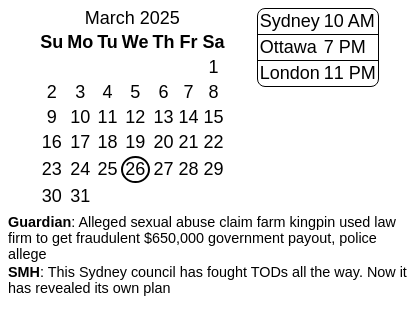 March 2025
Su Mo Tu We Th Fr Sa
1
2 3 4 5 6 7 8
9 10 11 12 13 14 15
16 17 18 19 20 21 22
23 24 25 26 27 28 29
30 31
Sydney 10 AM
Ottawa 7 PM
London 11 PM
Guardian: Alleged sexual abuse claim farm kingpin used law
firm to get fraudulent $650,000 government payout, police
allege
SMH: This Sydney council has fought TODs all the way. Now it
has revealed its own plan